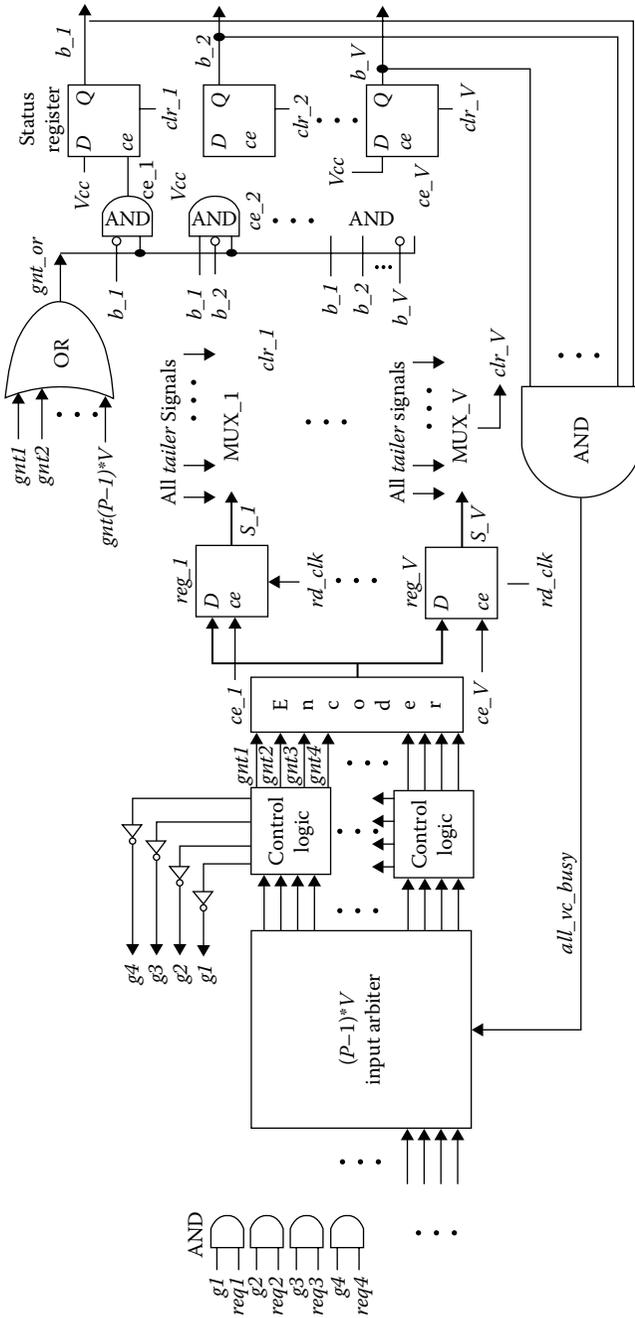 AND
g1
req1
g2
req2
g3
req3
g4
req4
(P–1)*V
input arbiter
g4
g3
g2
g1
Control
logic
Control
logic
gnt1
gnt2
gnt3
gnt4
all_vc_busy
E
n
c
o
d
e
r
ce_1
ce_V
reg_1
D
ce
rd_clk
reg_V
D
ce
rd_clk
S_1
S_V
All tailer Signals
MUX_1
clr_1
All tailer signals
MUX_V
clr_V
AND
gnt1
gnt2
gnt(P–1)*V
OR
gnt_or
b_1
AND
ce_1
b_1
b_2
AND
ce_2
b_1
b_2
b_V
AND
ce_V
Status
register
Vcc
D
Q
ce
clr_1
b_1
Vcc
D
Q
ce
clr_2
b_2
Vcc
D
Q
ce
clr_V
b_V